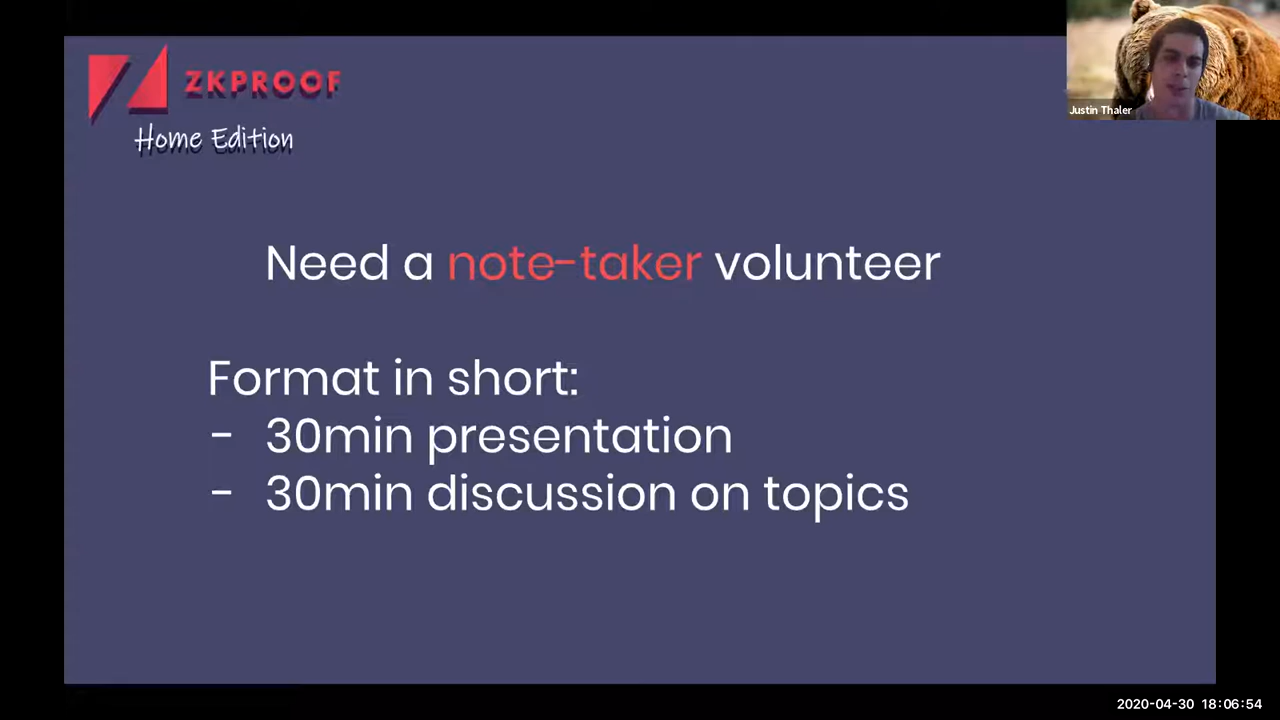 ZKPROOF
Home Edition
Justin Thaler
Need a note-taker volunteer
Format in short:
- 30min presentation
- 30min discussion on topics
2020-04-30 18:06:54